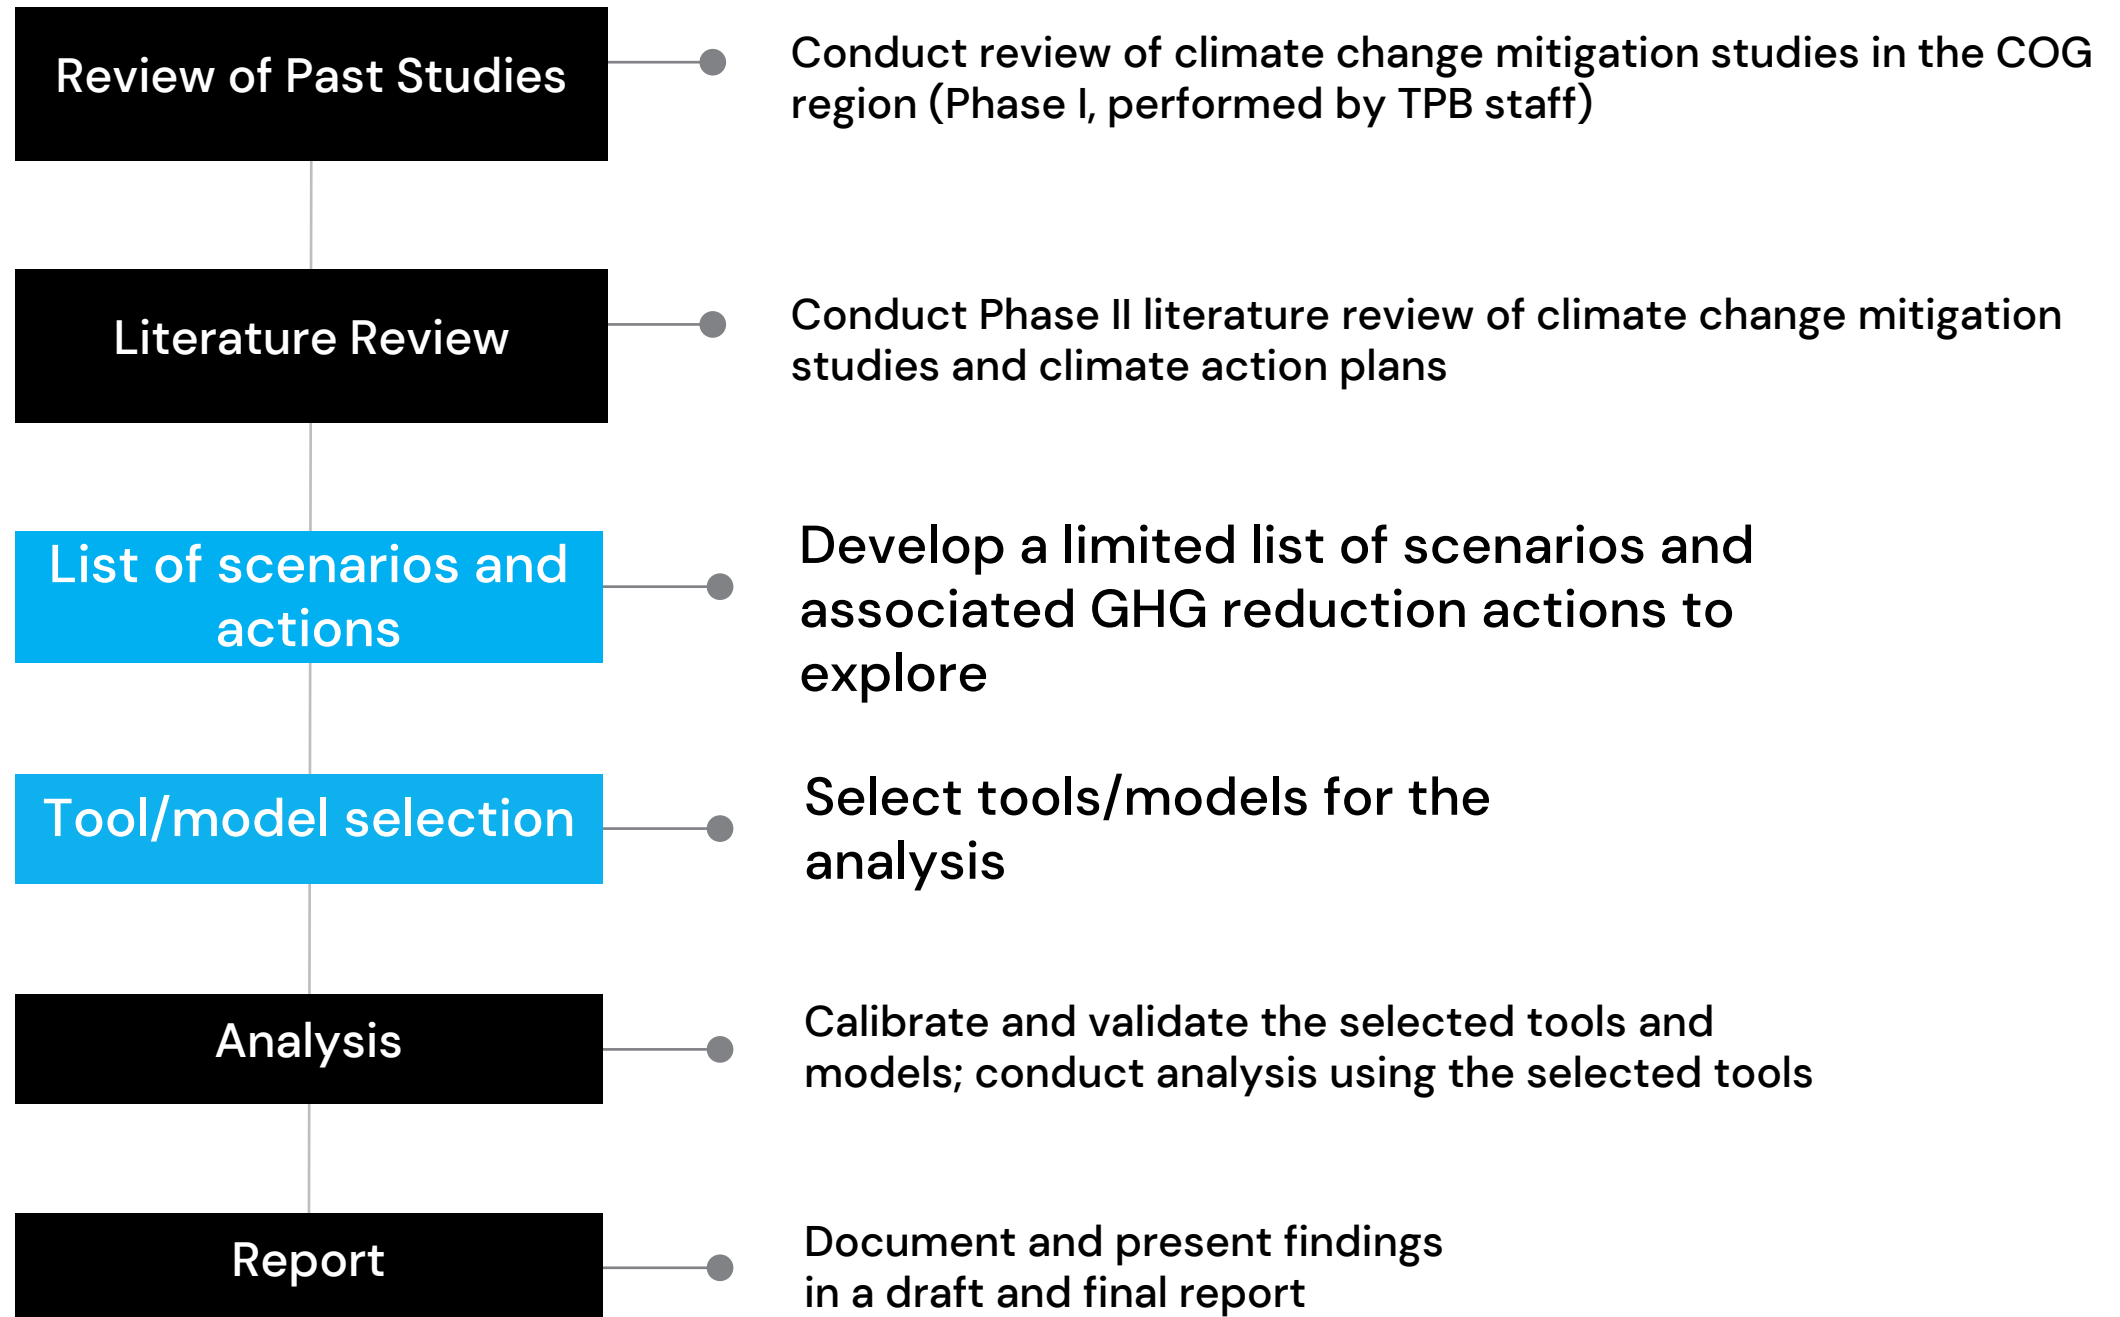 Review of Past Studies
Conduct review of climate change mitigation studies in the COG
region (Phase I, performed by TPB staff)
Literature Review
Conduct Phase II literature review of climate change mitigation
studies and climate action plans
List of scenarios and
actions
Develop a limited list of scenarios and
associated GHG reduction actions to
explore
Tool/model selection
Select tools/models for the
analysis
Analysis
Calibrate and validate the selected tools and
models; conduct analysis using the selected tools
Report
Document and present findings
in a draft and final report